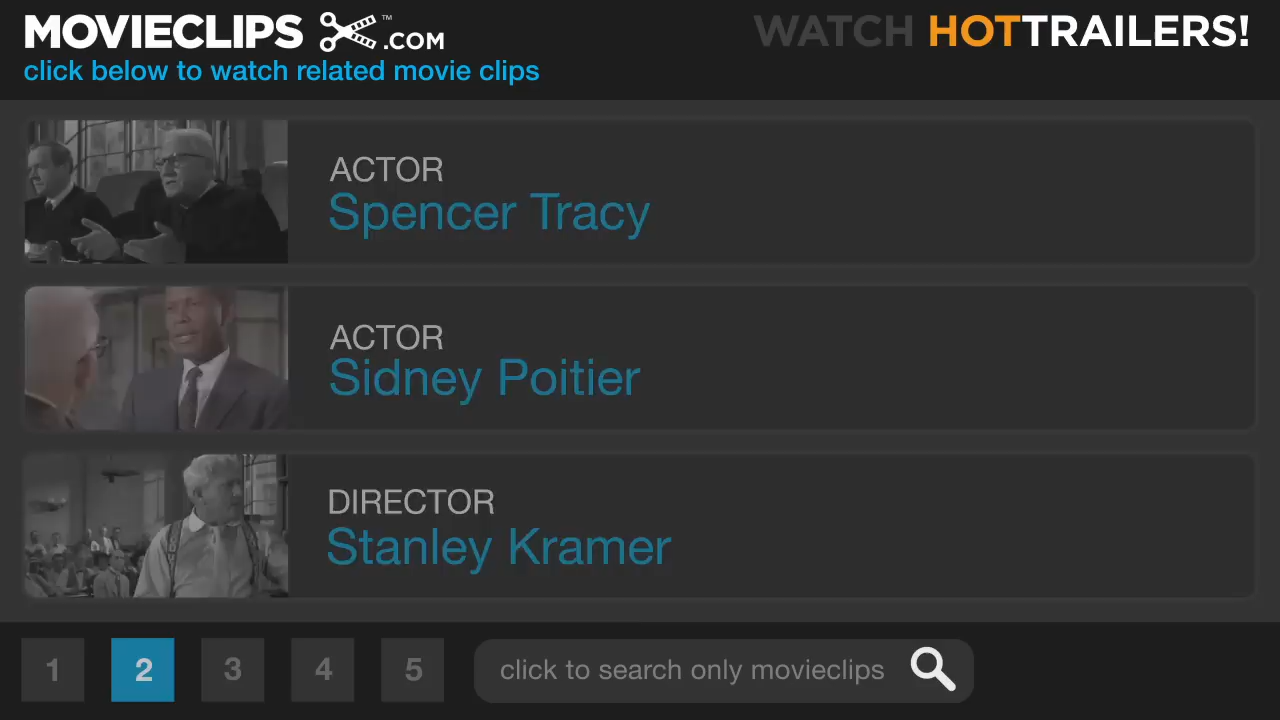 MOVIECLIPS ™ .COM
WATCH HOTTRAILERS!
click below to watch related movie clips
ACTOR
Spencer Tracy
ACTOR
Sidney Poitier
DIRECTOR
Stanley Kramer
1 2 3 4 5 click to search only movieclips